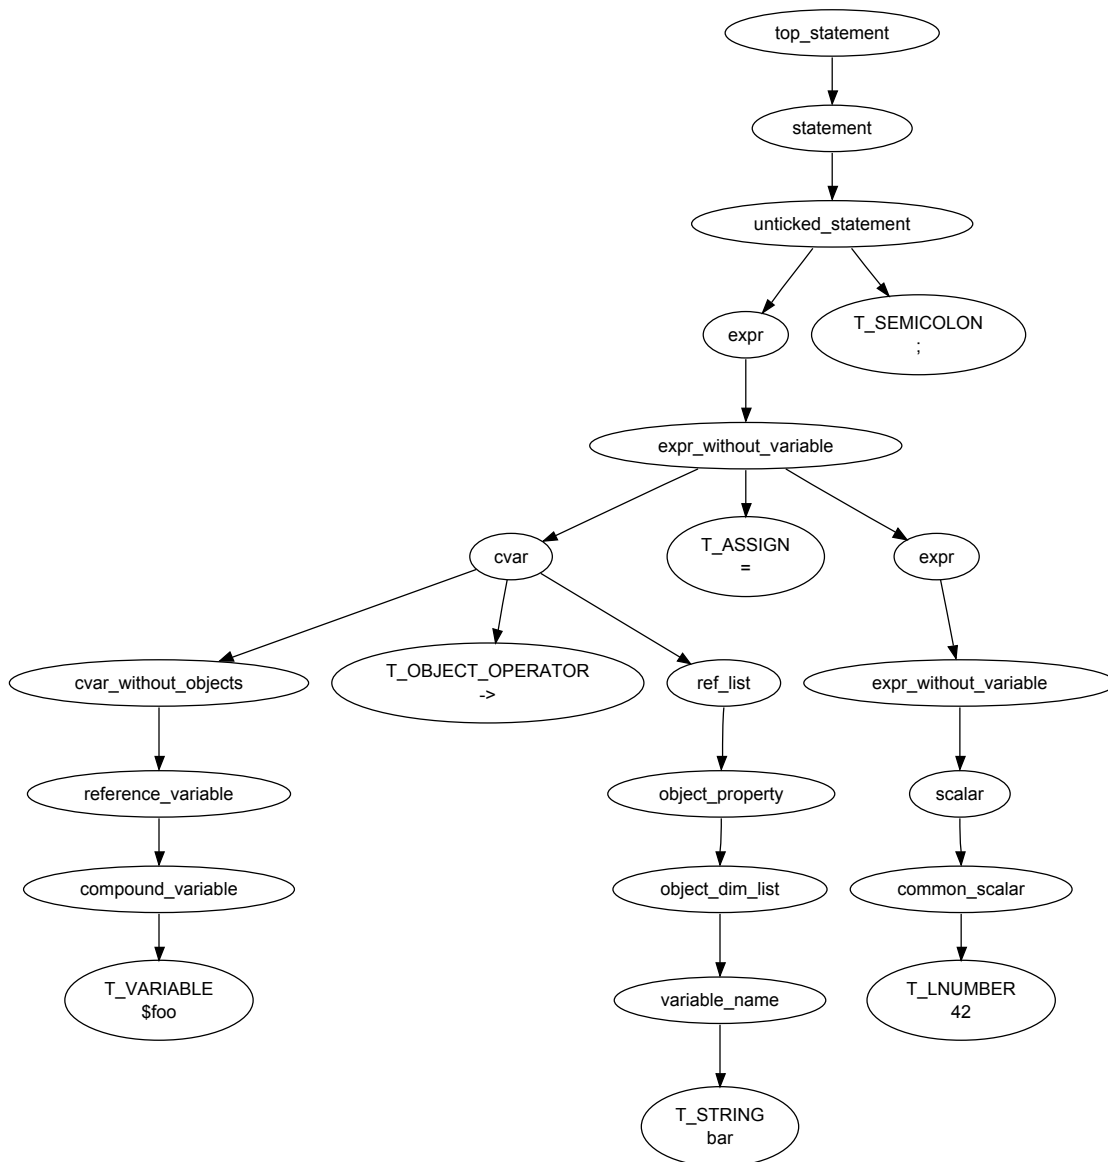 top_statement
statement
unticked_statement
expr
T_SEMICOLON
;
expr_without_variable
cvar
T_ASSIGN
=
expr
cvar_without_objects
T_OBJECT_OPERATOR
->
ref_list
expr_without_variable
reference_variable
object_property
scalar
compound_variable
object_dim_list
common_scalar
T_VARIABLE
$foo
variable_name
T_LNUMBER
42
T_STRING
bar